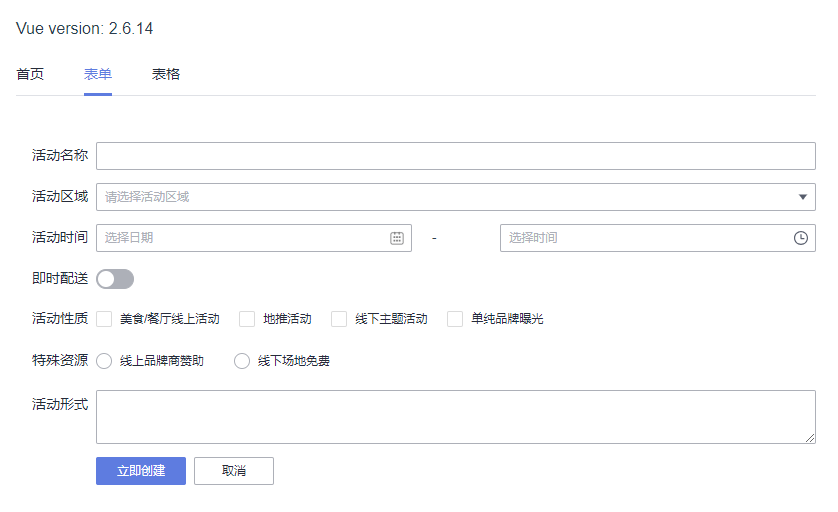 Vue version: 2.6.14
首页 表单 表格
活动名称
活动区域 请选择活动区域
活动时间 选择日期 - 选择时间
即时配送
活动性质 美食/餐厅线上活动 地推活动 线下主题活动 单纯品牌曝光
特殊资源 线上品牌商赞助 线下场地免费
活动形式
立即创建 取消